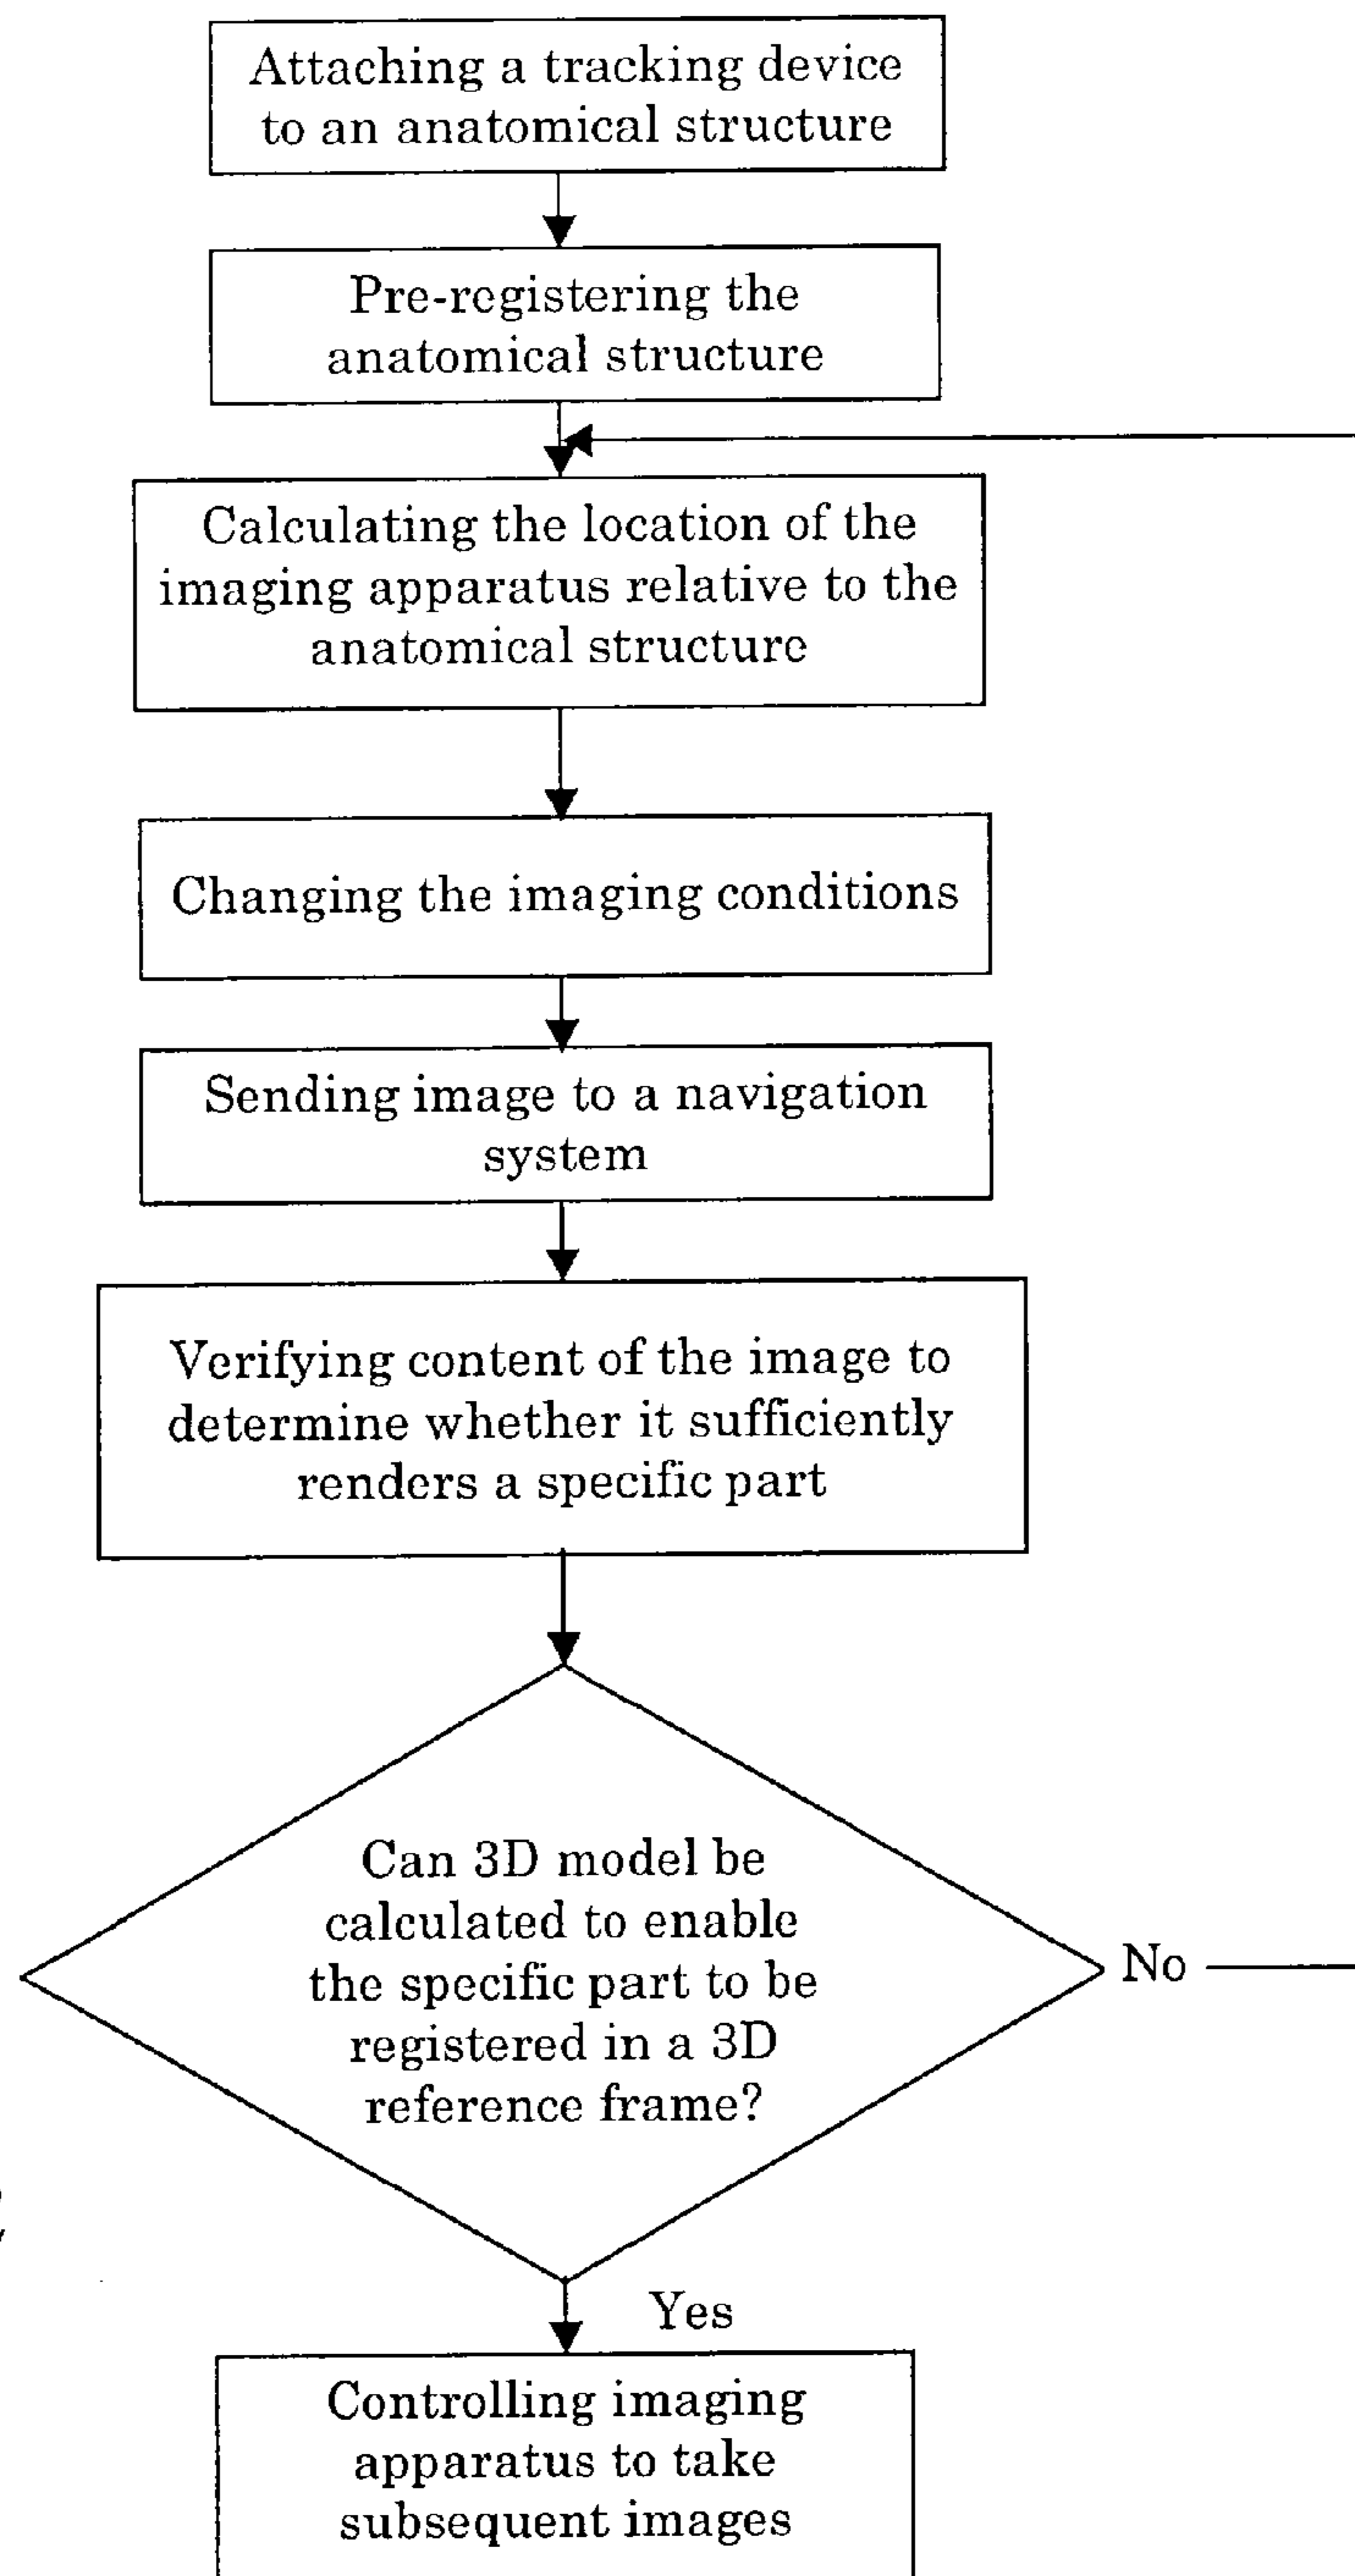 Attaching a tracking device
to an anatomical structure
Pre-registering the
anatomical structure
Calculating the location of the
imaging apparatus relative to the
anatomical structure
Changing the imaging conditions
Sending image to a navigation
system
Verifying content of the image to
determine whether it sufficiently
renders a specific part
Can 3D model be
calculated to enable
the specific part to be
registered in a 3D
reference frame?
No
Yes
Controlling imaging
apparatus to take
subsequent images